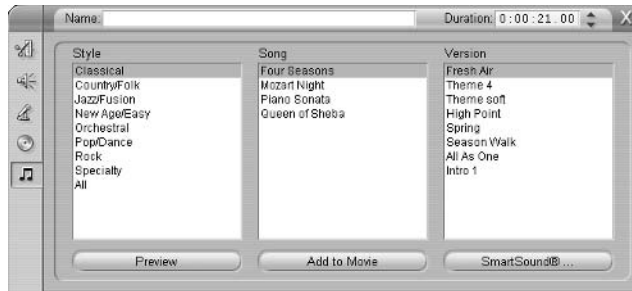 Name:
Duration: 0:00:21.00
X
Style
Classical
Country/Folk
Jazz/Fusion
New Age/Easy
Orchestral
Pop/Dance
Rock
Specialty
All
Preview
Song
Four Seasons
Mozart Night
Piano Sonata
Queen of Sheba
Add to Movie
Version
Fresh Air
Theme 4
Theme soft
High Point
Spring
Season Walk
All As One
Intro 1
SmartSound® ...